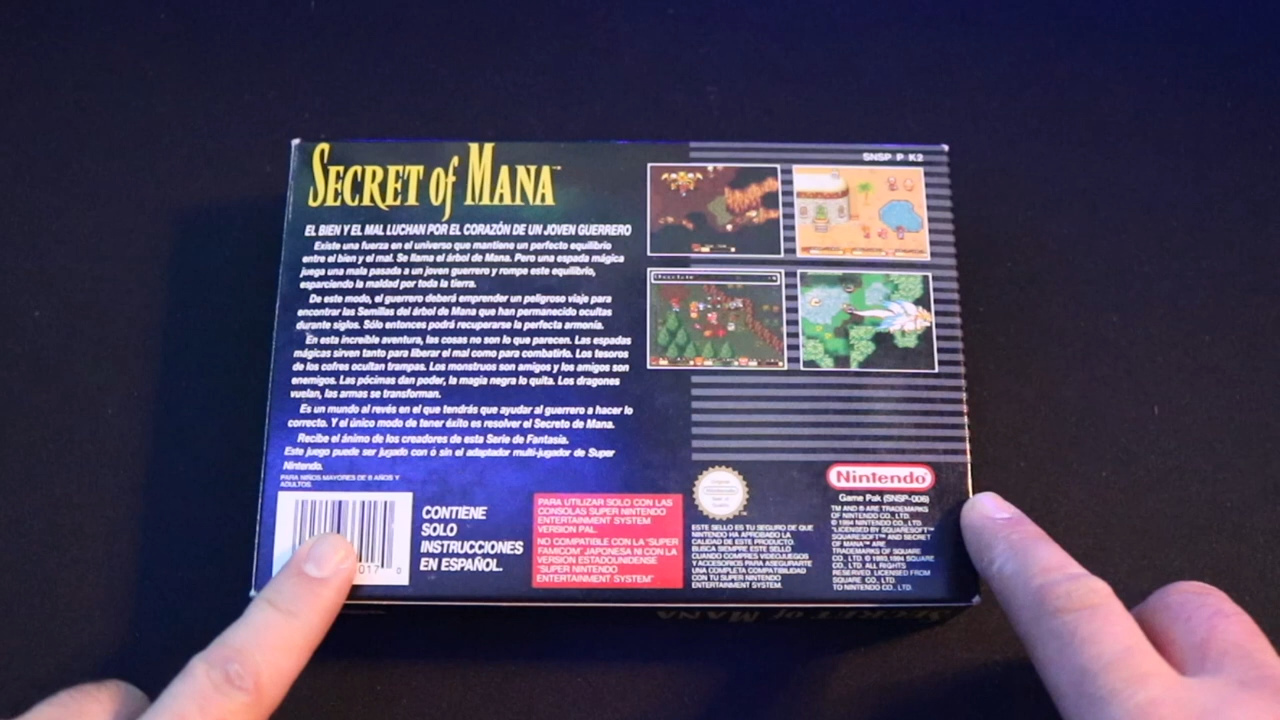 SECRET of MANA™
EL BIEN Y EL MAL LUCHAN POR EL CORAZÓN DE UN JOVEN GUERRERO
Existe una fuerza en el universo que mantiene un perfecto equilibrio
entre el bien y el mal. Se llama el árbol de Mana. Pero una espada mágica
juega una mala pasada a un joven guerrero y rompe este equilibrio,
esparciendo la maldad por toda la tierra.
De este modo, el guerrero deberá emprender un peligroso viaje para
encontrar las Semillas del árbol de Mana que han permanecido ocultas
durante siglos. Sólo entonces podrá recuperarse la perfecta armonía.
En esta increíble aventura, las cosas no son lo que parecen. Las espadas
mágicas sirven tanto para liberar el mal como para combatirlo. Los tesoros
de los cofres ocultan trampas. Los monstruos son amigos y los amigos son
enemigos. Las pócimas dan poder, la magia negra lo quita. Los dragones
vuelan, las armas se transforman.
Es un mundo al revés en el que tendrás que ayudar al guerrero a hacer lo
correcto. Y el único modo de tener éxito es resolver el Secreto de Mana.
Recibe el ánimo de los creadores de esta Serie de Fantasía.
Este juego puede ser jugado con ó sin el adaptador multi-jugador de Super
Nintendo.
PARA NIÑOS MAYORES DE 6 AÑOS Y
ADULTOS.
017 0
CONTIENE
SOLO
INSTRUCCIONES
EN ESPAÑOL.
PARA UTILIZAR SOLO CON LAS
CONSOLAS SUPER NINTENDO
ENTERTAINMENT SYSTEM
VERSION PAL.
NO COMPATIBLE CON LA "SUPER
FAMICOM" JAPONESA NI CON LA
VERSION ESTADOUNIDENSE
"SUPER NINTENDO
ENTERTAINMENT SYSTEM"
SNSP P K2
Chocolate
Original
Nintendo
Seal of
Quality
ESTE SELLO ES TU SEGURO DE QUE
NINTENDO HA APROBADO LA
CALIDAD DE ESTE PRODUCTO.
BUSCA SIEMPRE ESTE SELLO
CUANDO COMPRES VIDEOJUEGOS
Y ACCESORIOS PARA ASEGURARTE
UNA COMPLETA COMPATIBILIDAD
CON TU SUPER NINTENDO
ENTERTAINMENT SYSTEM.
Nintendo
Game Pak (SNSP-006)
TM AND ® ARE TRADEMARKS
OF NINTENDO CO., LTD.
© 1994 NINTENDO CO., LTD.
"LICENSED BY SQUARESOFT™"
SQUARESOFT™ AND SECRET
OF MANA™ ARE
TRADEMARKS OF SQUARE
CO., LTD. © 1993,1994 SQUARE
CO., LTD. ALL RIGHTS
RESERVED. LICENSED FROM
SQUARE CO., LTD.
TO NINTENDO CO., LTD.
SECRET of MANA